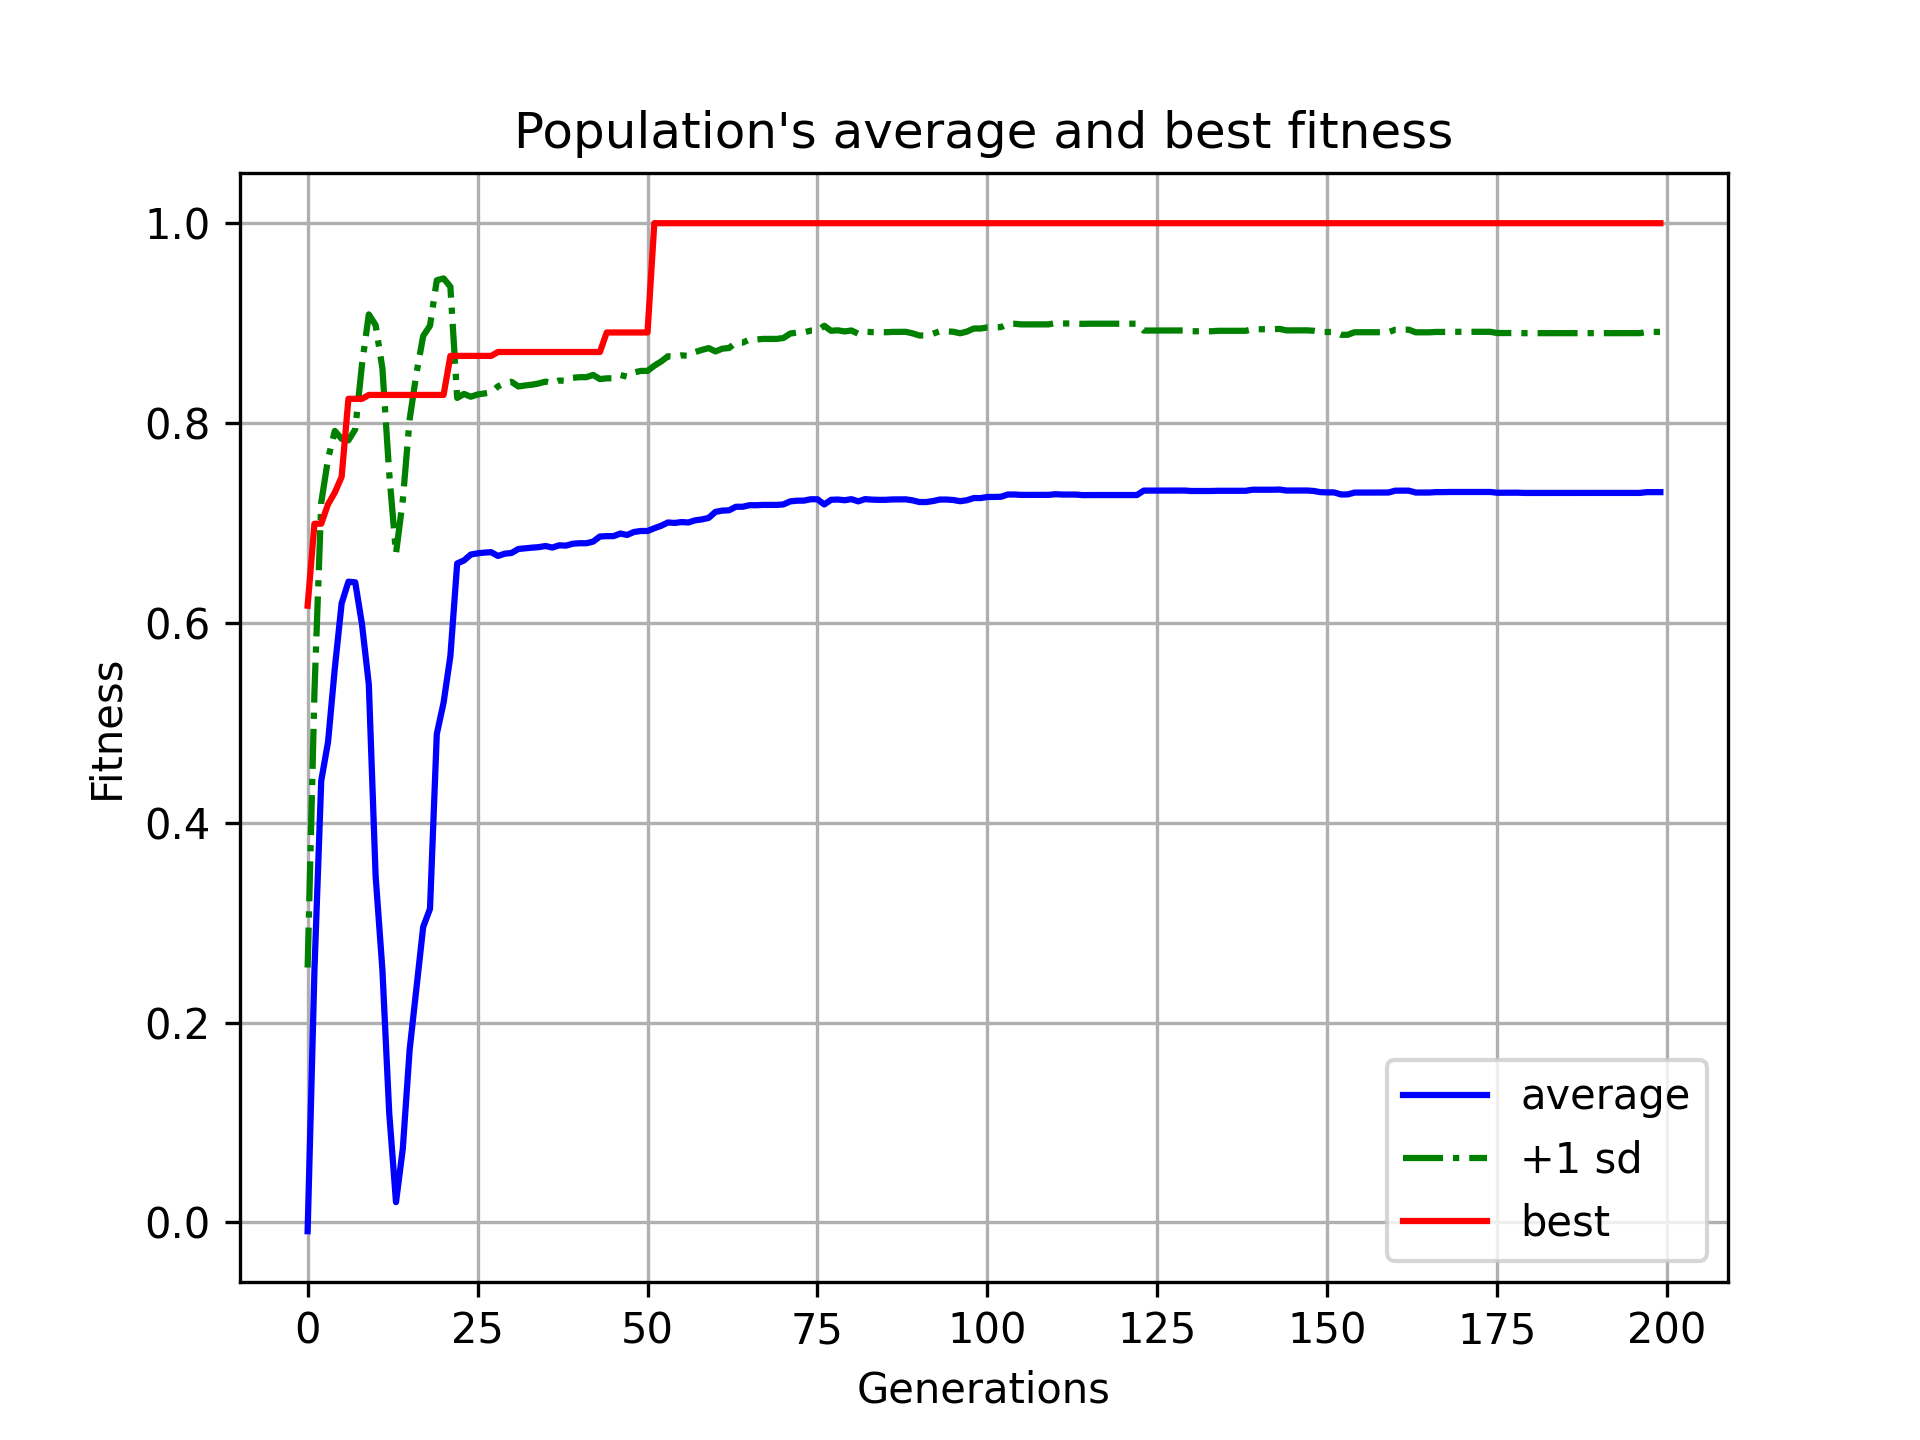 Population's average and best fitness
1.0
0.8
0.6
0.4
0.2
0.0
Fitness
0 25 50 75 100 125 150 175 200
Generations
average
+1 sd
best